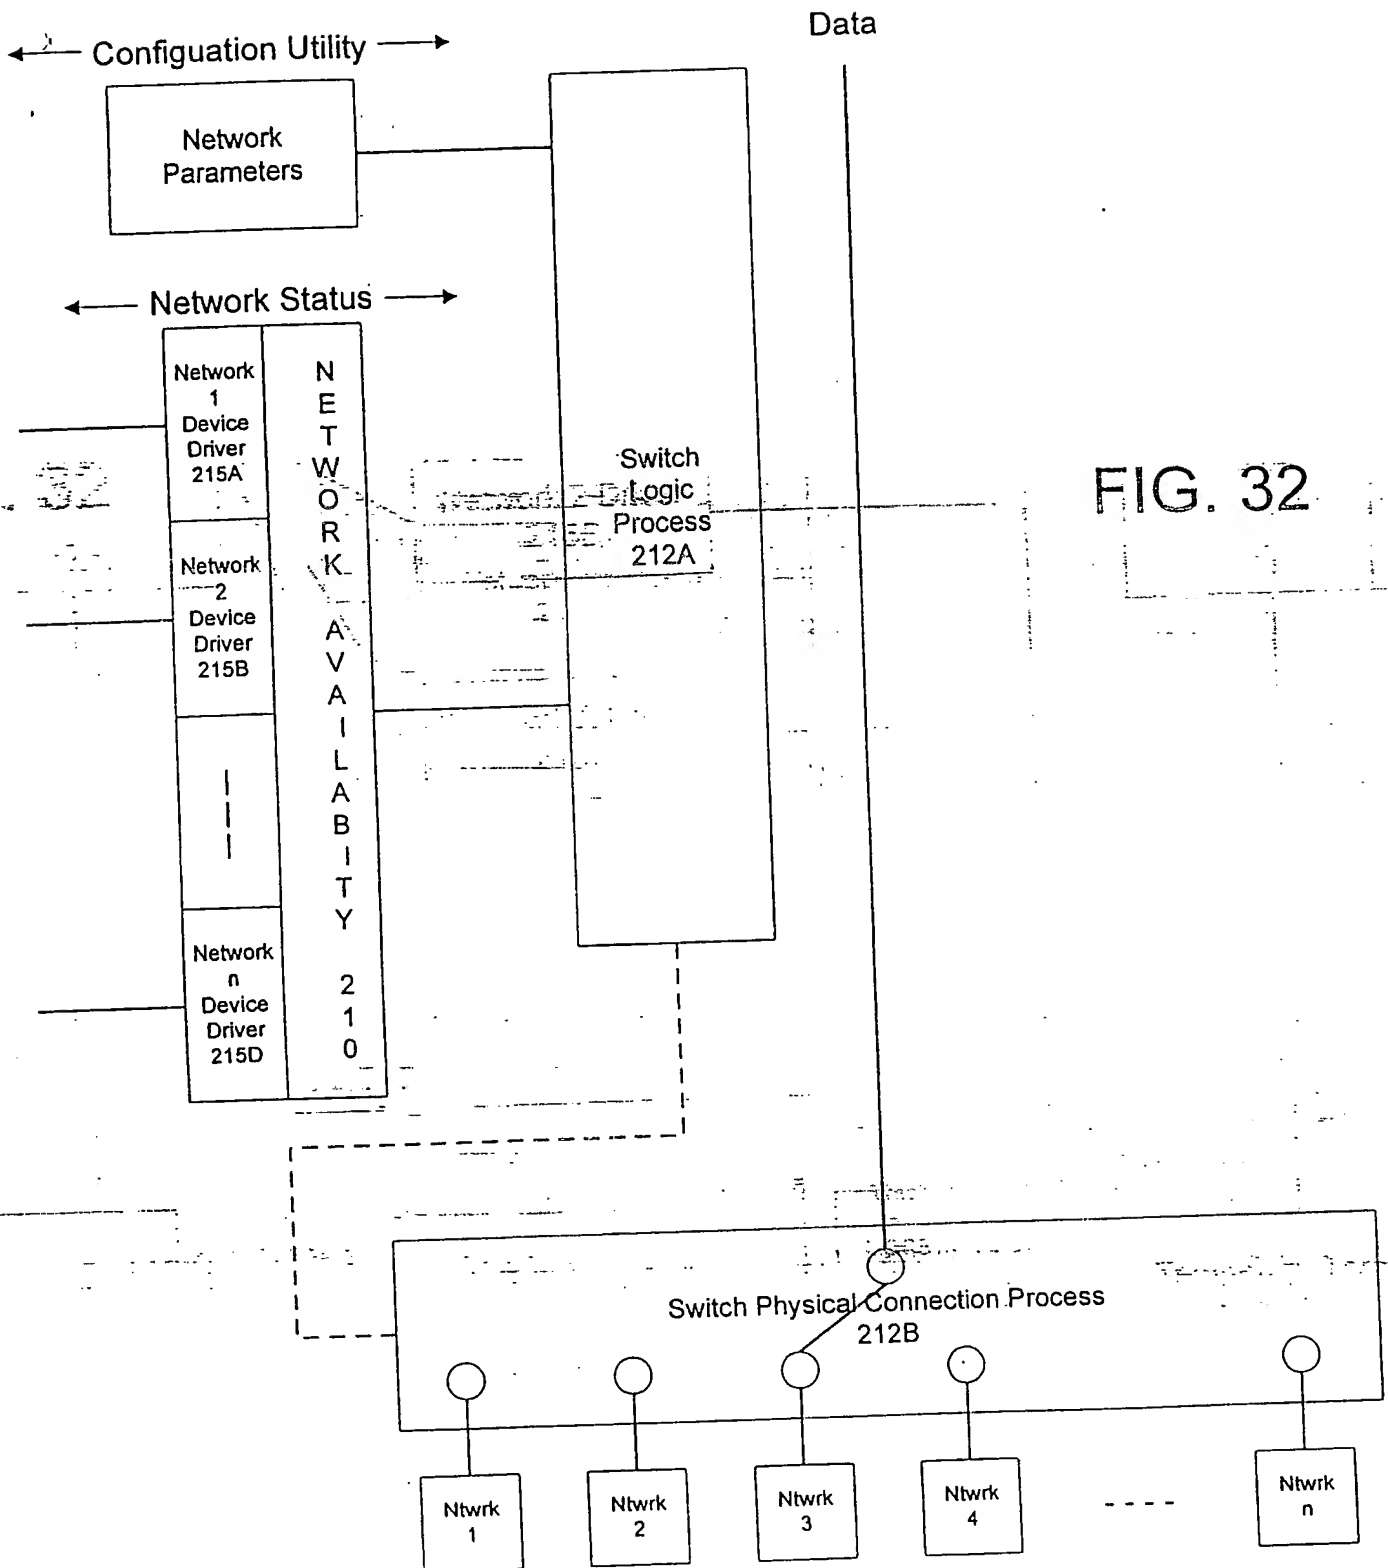 Data
Configuation Utility
Network
Parameters
Network Status
Network
1
Device
Driver
215A
Network
2
Device
Driver
215B
Network
n
Device
Driver
215D
N
E
T
W
O
R
K
A
V
A
I
L
A
B
I
T
Y
2
1
0
Switch
Logic
Process
212A
FIG. 32
Switch Physical Connection Process
212B
Ntwrk
1
Ntwrk
2
Ntwrk
3
Ntwrk
4
Ntwrk
n